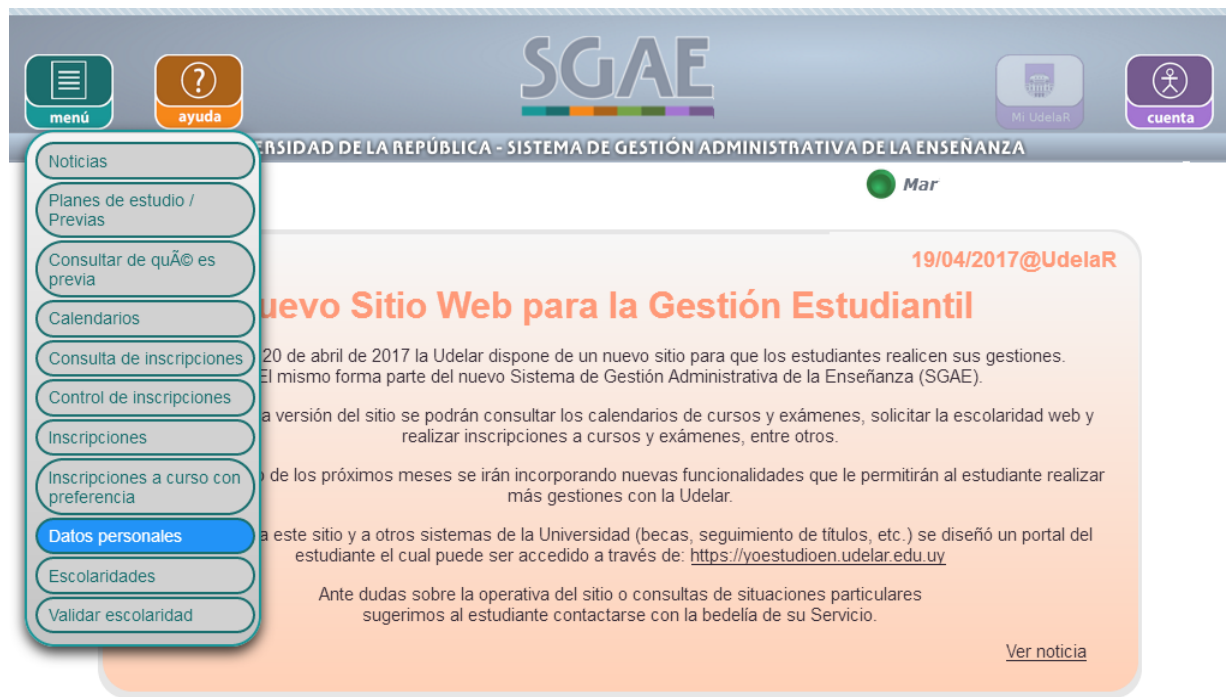 SGAE
menú
ayuda
Mi UdelaR
cuenta
ERSIDAD DE LA REPÚBLICA - SISTEMA DE GESTIÓN ADMINISTRATIVA DE LA ENSEÑANZA
Mar
Noticias
Planes de estudio /
Previas
Consultar de quÃ© es
previa
Calendarios
Consulta de inscripciones
Control de inscripciones
Inscripciones
Inscripciones a curso con
preferencia
Datos personales
Escolaridades
Validar escolaridad
19/04/2017@UdelaR
uevo Sitio Web para la Gestión Estudiantil
20 de abril de 2017 la Udelar dispone de un nuevo sitio para que los estudiantes realicen sus gestiones.
El mismo forma parte del nuevo Sistema de Gestión Administrativa de la Enseñanza (SGAE).
a versión del sitio se podrán consultar los calendarios de cursos y exámenes, solicitar la escolaridad web y
realizar inscripciones a cursos y exámenes, entre otros.
o de los próximos meses se irán incorporando nuevas funcionalidades que le permitirán al estudiante realizar
más gestiones con la Udelar.
a este sitio y a otros sistemas de la Universidad (becas, seguimiento de títulos, etc.) se diseñó un portal del
estudiante el cual puede ser accedido a través de: https://yoestudioen.udelar.edu.uy
Ante dudas sobre la operativa del sitio o consultas de situaciones particulares
sugerimos al estudiante contactarse con la bedelía de su Servicio.
Ver noticia